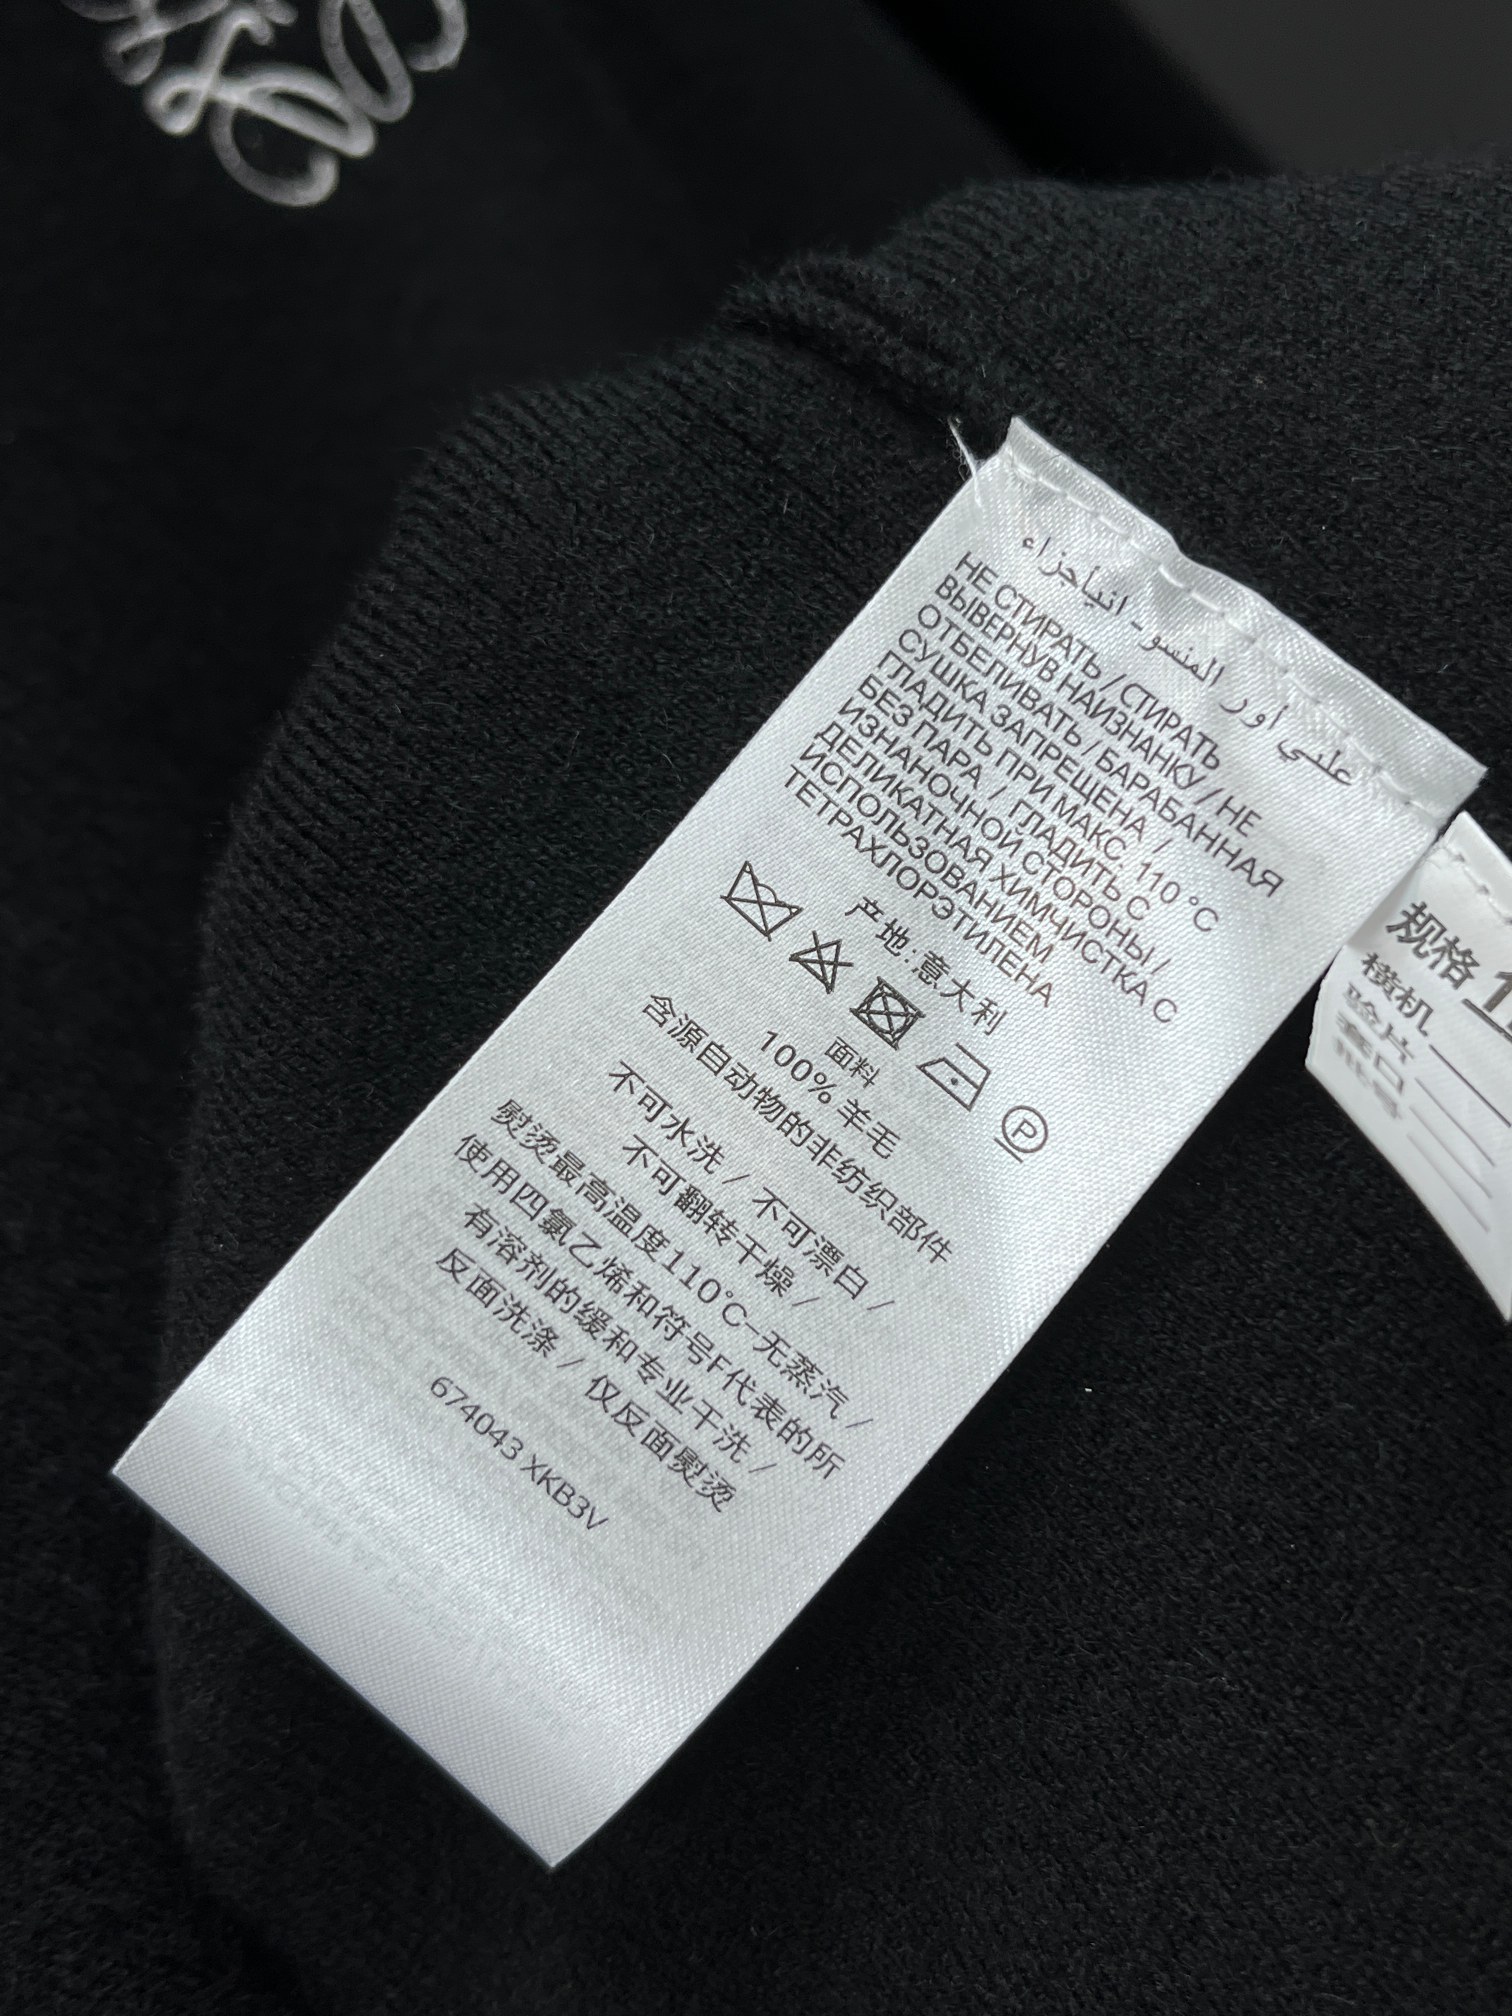 НЕ СТИРАТЬ / СТИРАТЬ
ВЫВЕРНУВ НАИЗНАНКУ / НЕ
ОТБЕЛИВАТЬ / БАРАБАННАЯ
СУШКА ЗАПРЕЩЕНА /
ГЛАДИТЬ ПРИ МАКС. 110 °C
БЕЗ ПАРА / ГЛАДИТЬ С
ИЗНАНОЧНОЙ СТОРОНЫ /
ДЕЛИКАТНАЯ ХИМЧИСТКА С
ИСПОЛЬЗОВАНИЕМ
ТЕТРАХЛОРЭТИЛЕНА
产地:意大利
P
面料
100% 羊毛
含源自动物的非纺织部件
不可水洗 / 不可漂白 /
不可翻转干燥 /
熨烫最高温度110°C-无蒸汽 /
使用四氯乙烯和符号F代表的所
有溶剂的缓和专业干洗 /
反面洗涤 / 仅反面熨烫
674043 XKB3V
规格
横机
验片
套口